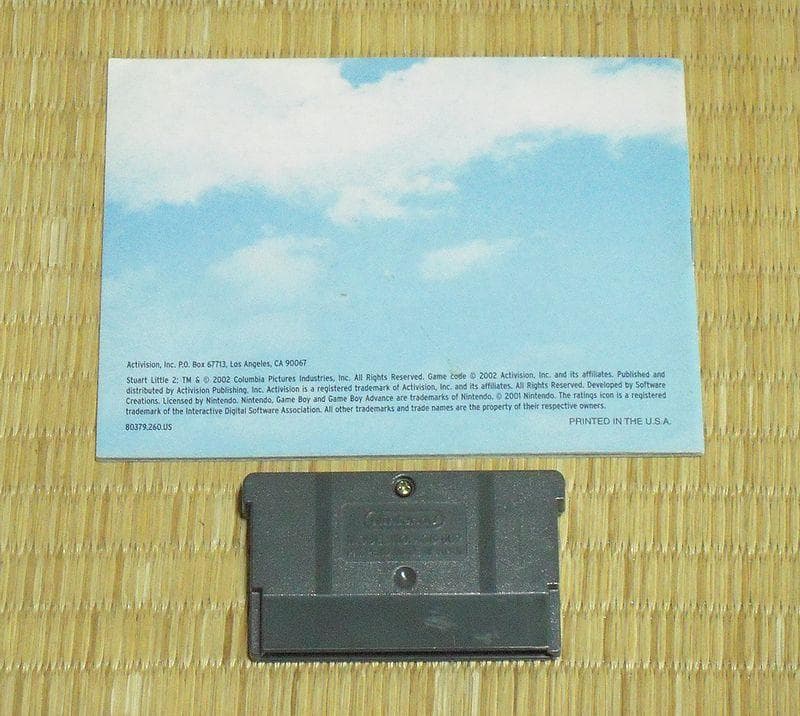 Activision, Inc. P.O. Box 67713, Los Angeles, CA 90067
Stuart Little 2: TM & © 2002 Columbia Pictures Industries, Inc. All Rights Reserved. Game code © 2002 Activision, Inc. and its affiliates. Published and
distributed by Activision Publishing, Inc. Activision is a registered trademark of Activision, Inc. and its affiliates. All Rights Reserved. Developed by Software
Creations. Licensed by Nintendo. Nintendo, Game Boy and Game Boy Advance are trademarks of Nintendo. © 2001 Nintendo. The ratings icon is a registered
trademark of the Interactive Digital Software Association. All other trademarks and trade names are the property of their respective owners.
80379.260.US
PRINTED IN THE U.S.A.
Nintendo